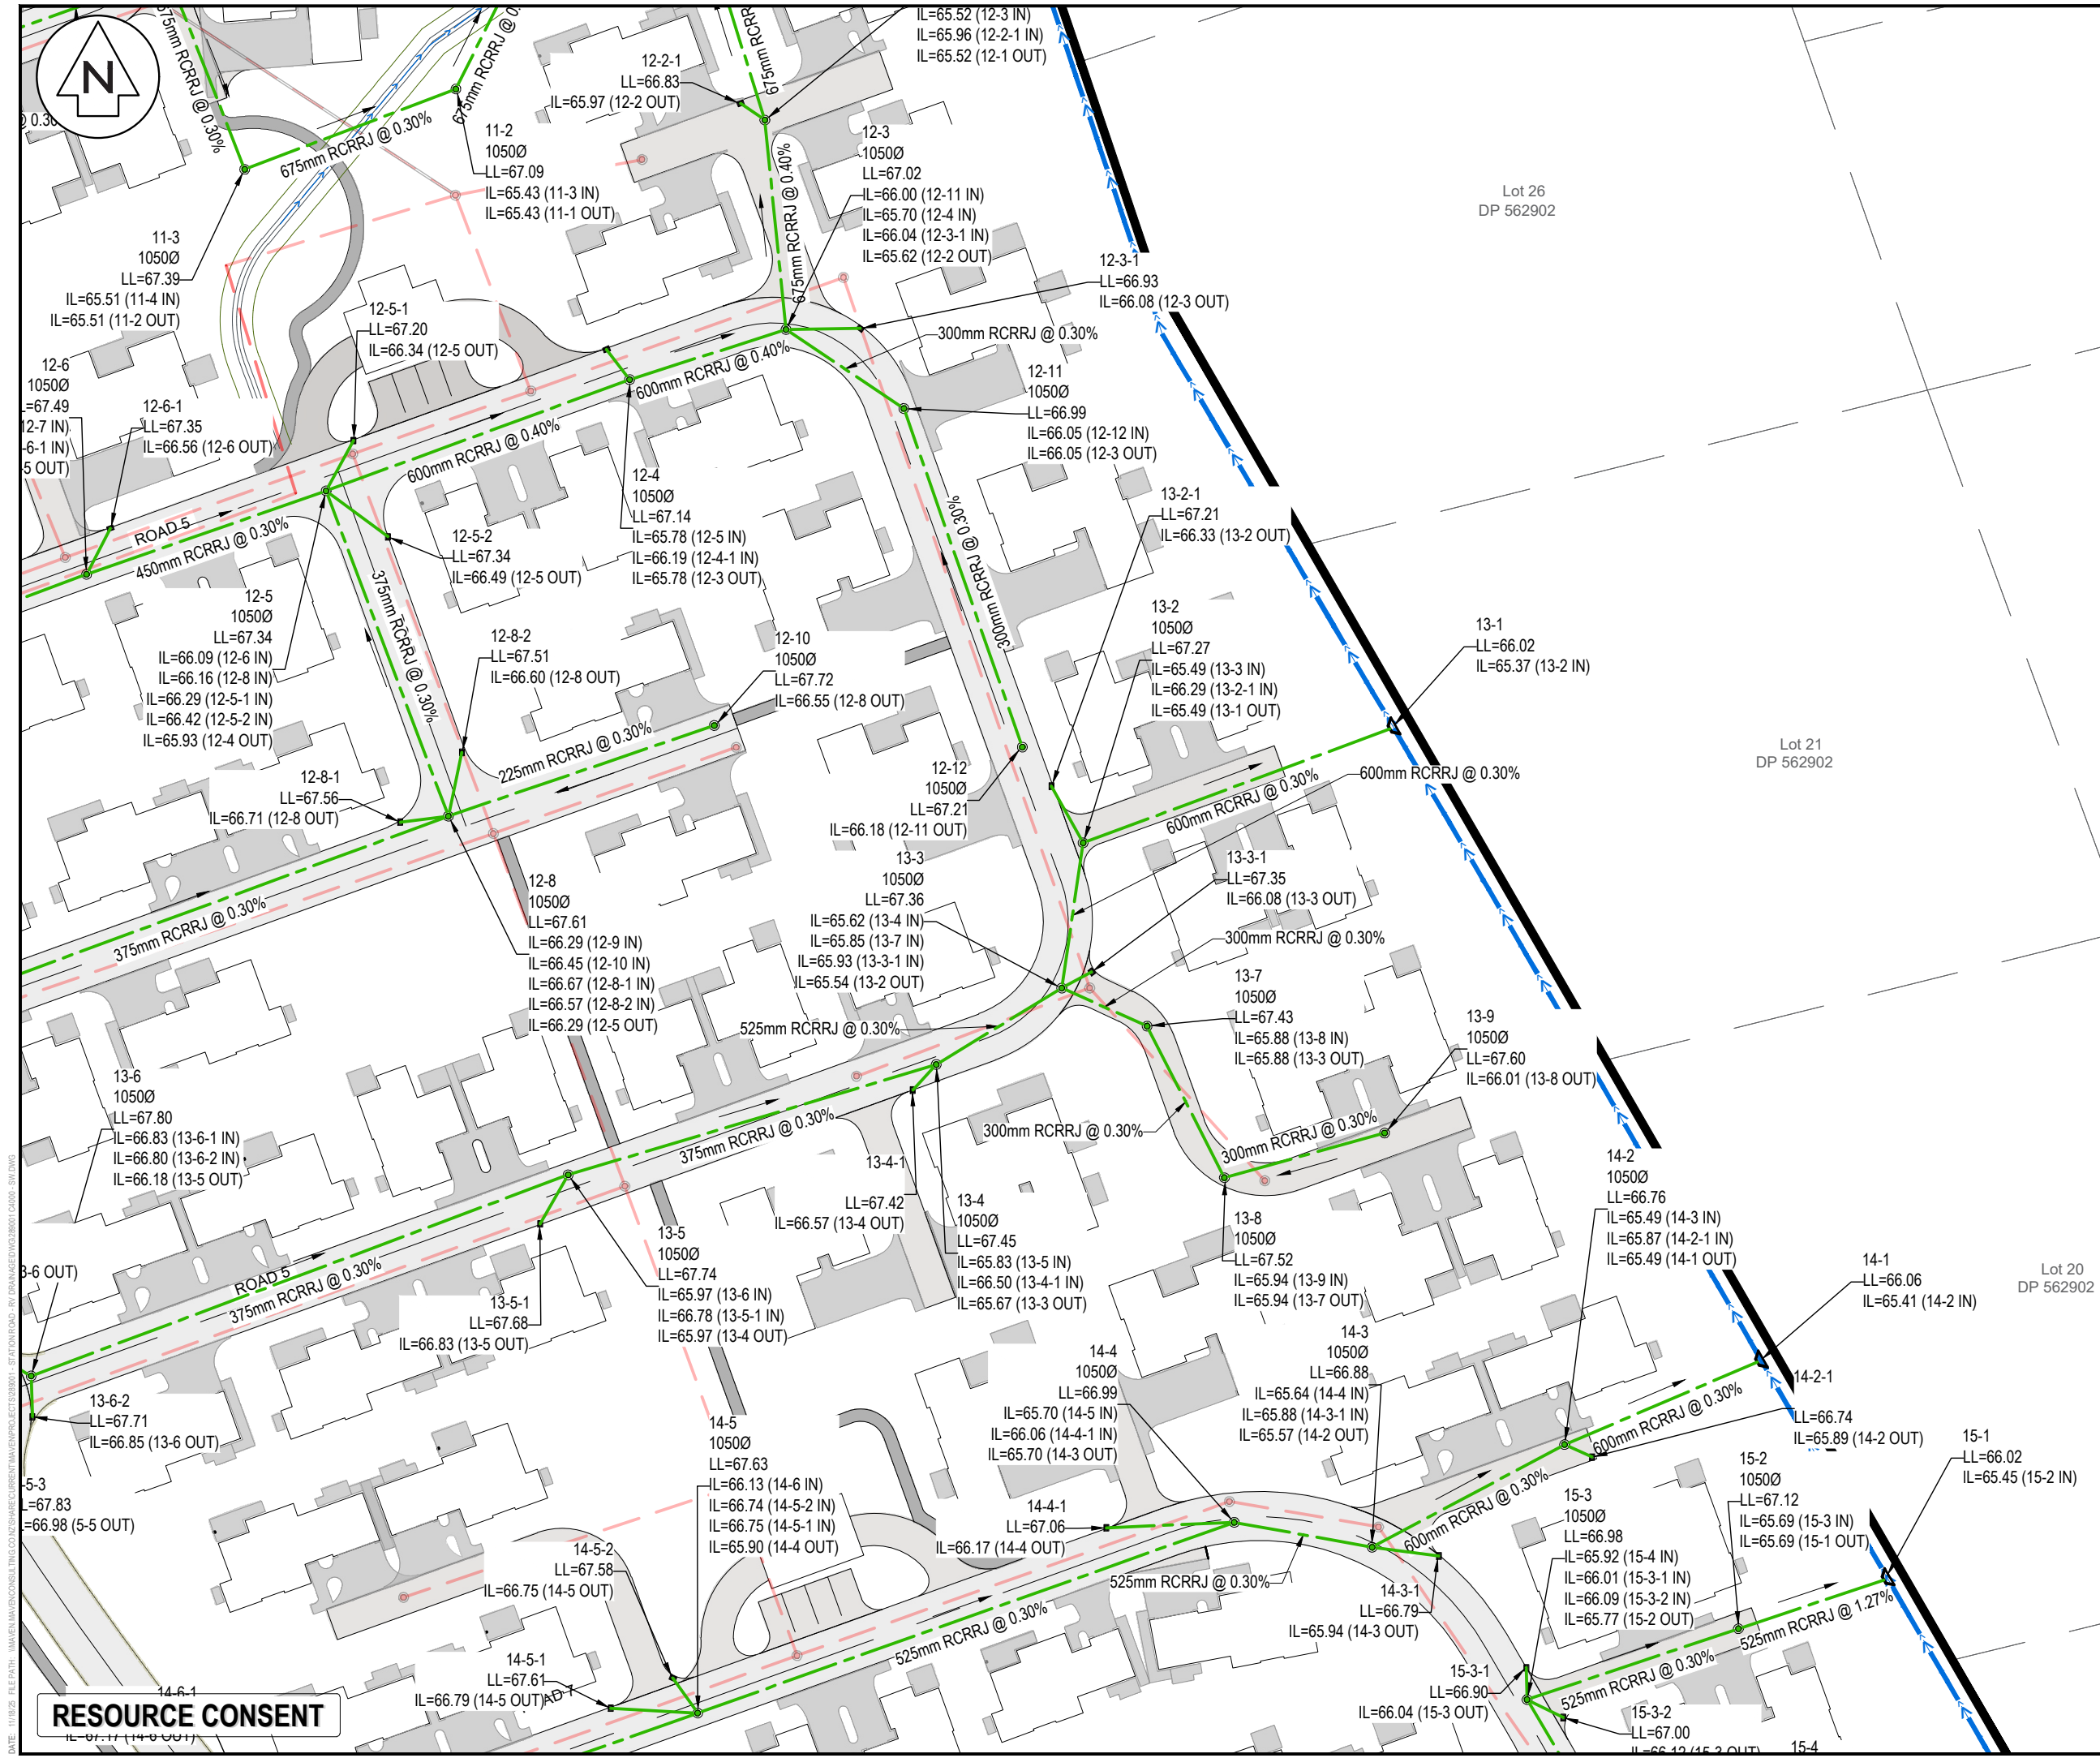 N
675mm RCRRJ @ 0.30%
675mm RCRRJ @ 0.30%
675mm RCRRJ @ 0.
11-2
1050Ø
LL=67.09
IL=65.43 (11-3 IN)
IL=65.43 (11-1 OUT)
11-3
1050Ø
LL=67.39
IL=65.51 (11-4 IN)
IL=65.51 (11-2 OUT)
12-2-1
LL=66.83
IL=65.97 (12-2 OUT)
675mm RCRR
IL=65.52 (12-3 IN)
IL=65.96 (12-2-1 IN)
IL=65.52 (12-1 OUT)
12-3
1050Ø
LL=67.02
IL=66.00 (12-11 IN)
IL=65.70 (12-4 IN)
IL=66.04 (12-3-1 IN)
IL=65.62 (12-2 OUT)
675mm RCRRJ @ 0.40%
12-3-1
LL=66.93
IL=66.08 (12-3 OUT)
300mm RCRRJ @ 0.30%
Lot 26
DP 562902
12-5-1
LL=67.20
IL=66.34 (12-5 OUT)
12-6
1050Ø
L=67.49
12-7 IN)
-6-1 IN)
-5 OUT)
12-6-1
LL=67.35
IL=66.56 (12-6 OUT)
600mm RCRRJ @ 0.40%
600mm RCRRJ @ 0.40%
12-11
1050Ø
LL=66.99
IL=66.05 (12-12 IN)
IL=66.05 (12-3 OUT)
12-4
1050Ø
LL=67.14
IL=65.78 (12-5 IN)
IL=66.19 (12-4-1 IN)
IL=65.78 (12-3 OUT)
12-5-2
LL=67.34
IL=66.49 (12-5 OUT)
ROAD 5
450mm RCRRJ @ 0.30%
12-5
1050Ø
LL=67.34
IL=66.09 (12-6 IN)
IL=66.16 (12-8 IN)
IL=66.29 (12-5-1 IN)
IL=66.42 (12-5-2 IN)
IL=65.93 (12-4 OUT)
375mm RCRRJ @ 0.30%
300mm RCRRJ @ 0.30%
13-2-1
LL=67.21
IL=66.33 (13-2 OUT)
13-2
1050Ø
LL=67.27
IL=65.49 (13-3 IN)
IL=66.29 (13-2-1 IN)
IL=65.49 (13-1 OUT)
13-1
LL=66.02
IL=65.37 (13-2 IN)
12-8-2
LL=67.51
IL=66.60 (12-8 OUT)
12-10
1050Ø
LL=67.72
IL=66.55 (12-8 OUT)
225mm RCRRJ @ 0.30%
12-8-1
LL=67.56
IL=66.71 (12-8 OUT)
12-12
1050Ø
LL=67.21
IL=66.18 (12-11 OUT)
600mm RCRRJ @ 0.30%
600mm RCRRJ @ 0.30%
Lot 21
DP 562902
12-8
1050Ø
LL=67.61
IL=66.29 (12-9 IN)
IL=66.45 (12-10 IN)
IL=66.67 (12-8-1 IN)
IL=66.57 (12-8-2 IN)
IL=66.29 (12-5 OUT)
13-3
1050Ø
LL=67.36
IL=65.62 (13-4 IN)
IL=65.85 (13-7 IN)
IL=65.93 (13-3-1 IN)
IL=65.54 (13-2 OUT)
13-3-1
LL=67.35
IL=66.08 (13-3 OUT)
300mm RCRRJ @ 0.30%
375mm RCRRJ @ 0.30%
525mm RCRRJ @ 0.30%
13-7
1050Ø
LL=67.43
IL=65.88 (13-8 IN)
IL=65.88 (13-3 OUT)
13-9
1050Ø
LL=67.60
IL=66.01 (13-8 OUT)
13-6
1050Ø
LL=67.80
IL=66.83 (13-6-1 IN)
IL=66.80 (13-6-2 IN)
IL=66.18 (13-5 OUT)
375mm RCRRJ @ 0.30%
300mm RCRRJ @ 0.30%
300mm RCRRJ @ 0.30%
13-4-1
LL=67.42
IL=66.57 (13-4 OUT)
13-4
1050Ø
LL=67.45
IL=65.83 (13-5 IN)
IL=66.50 (13-4-1 IN)
IL=65.67 (13-3 OUT)
13-8
1050Ø
LL=67.52
IL=65.94 (13-9 IN)
IL=65.94 (13-7 OUT)
14-2
1050Ø
LL=66.76
IL=65.49 (14-3 IN)
IL=65.87 (14-2-1 IN)
IL=65.49 (14-1 OUT)
14-1
LL=66.06
IL=65.41 (14-2 IN)
Lot 20
DP 562902
3-6 OUT)
ROAD 5
375mm RCRRJ @ 0.30%
13-5
1050Ø
LL=67.74
IL=65.97 (13-6 IN)
IL=66.78 (13-5-1 IN)
IL=65.97 (13-4 OUT)
13-5-1
LL=67.68
IL=66.83 (13-5 OUT)
13-6-2
LL=67.71
IL=66.85 (13-6 OUT)
14-4
1050Ø
LL=66.99
IL=65.70 (14-5 IN)
IL=66.06 (14-4-1 IN)
IL=65.70 (14-3 OUT)
14-3
1050Ø
LL=66.88
IL=65.64 (14-4 IN)
IL=65.88 (14-3-1 IN)
IL=65.57 (14-2 OUT)
14-2-1
LL=66.74
IL=65.89 (14-2 OUT)
600mm RCRRJ @ 0.30%
600mm RCRRJ @ 0.30%
15-1
LL=66.02
IL=65.45 (15-2 IN)
15-2
1050Ø
LL=67.12
IL=65.69 (15-3 IN)
IL=65.69 (15-1 OUT)
15-3
1050Ø
LL=66.98
IL=65.92 (15-4 IN)
IL=66.01 (15-3-1 IN)
IL=66.09 (15-3-2 IN)
IL=65.77 (15-2 OUT)
-5-3
L=67.83
=66.98 (5-5 OUT)
14-5
1050Ø
LL=67.63
IL=66.13 (14-6 IN)
IL=66.74 (14-5-2 IN)
IL=66.75 (14-5-1 IN)
IL=65.90 (14-4 OUT)
14-4-1
LL=67.06
IL=66.17 (14-4 OUT)
14-5-2
LL=67.58
IL=66.75 (14-5 OUT)
525mm RCRRJ @ 0.30%
525mm RCRRJ @ 0.30%
14-3-1
LL=66.79
IL=65.94 (14-3 OUT)
525mm RCRRJ @ 1.27%
525mm RCRRJ @ 0.30%
15-3-1
LL=66.90
IL=66.04 (15-3 OUT)
15-3-2
LL=67.00
IL=66.12 (15-3 OUT)
15-4
14-5-1
LL=67.61
IL=66.79 (14-5 OUT)
AD 7
14-6-1
RESOURCE CONSENT
IL=67.17 (14-6 OUT)